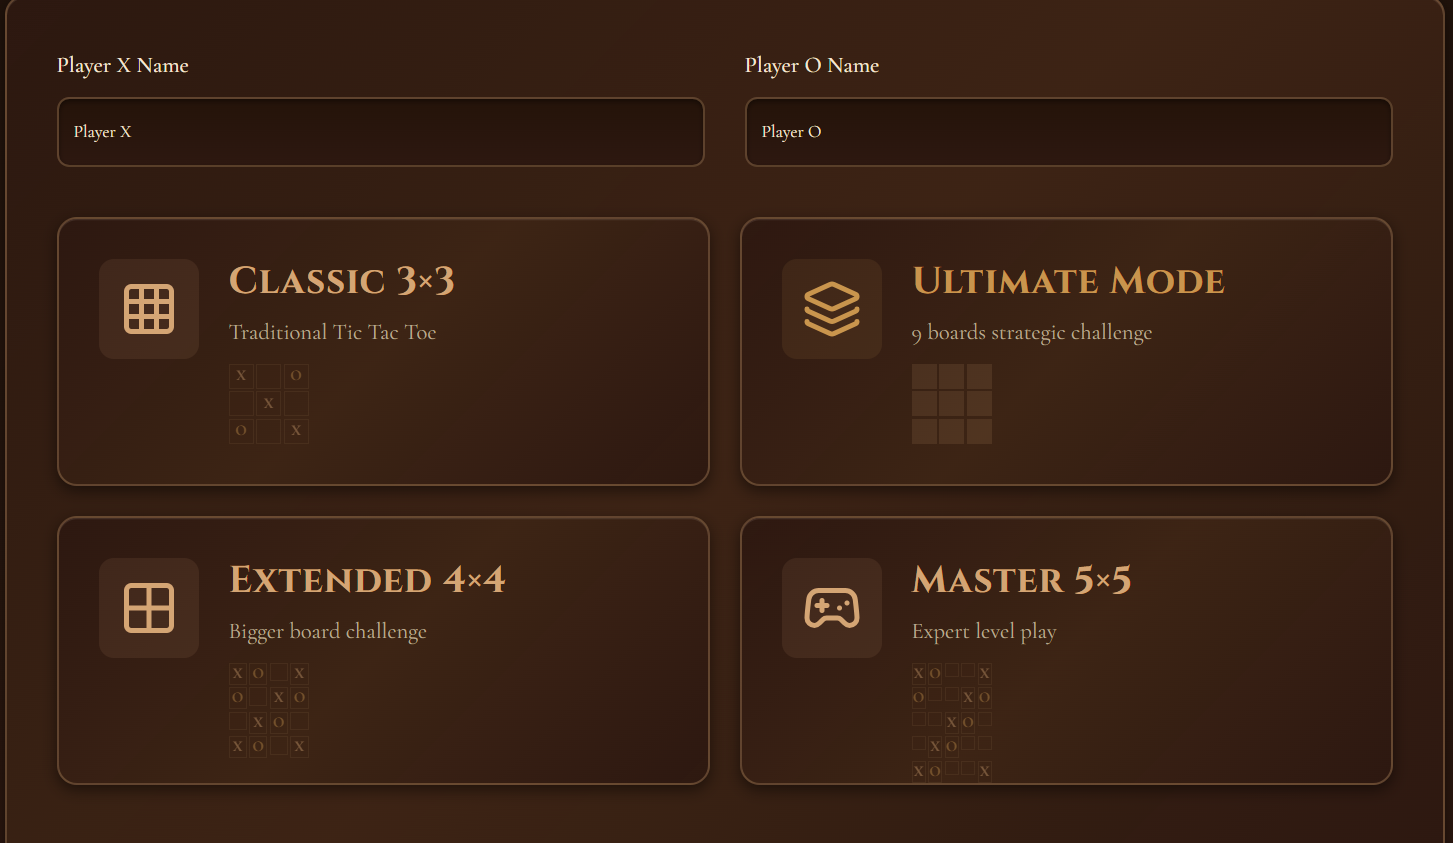 Player X Name
Player O Name
Player X
Player O
Classic 3×3
Traditional Tic Tac Toe
X O
X
O X
Ultimate Mode
9 boards strategic challenge
Extended 4×4
Bigger board challenge
X O X
O X O
X O
X O X
Master 5×5
Expert level play
X O X
O X O
X O
X O
X O X